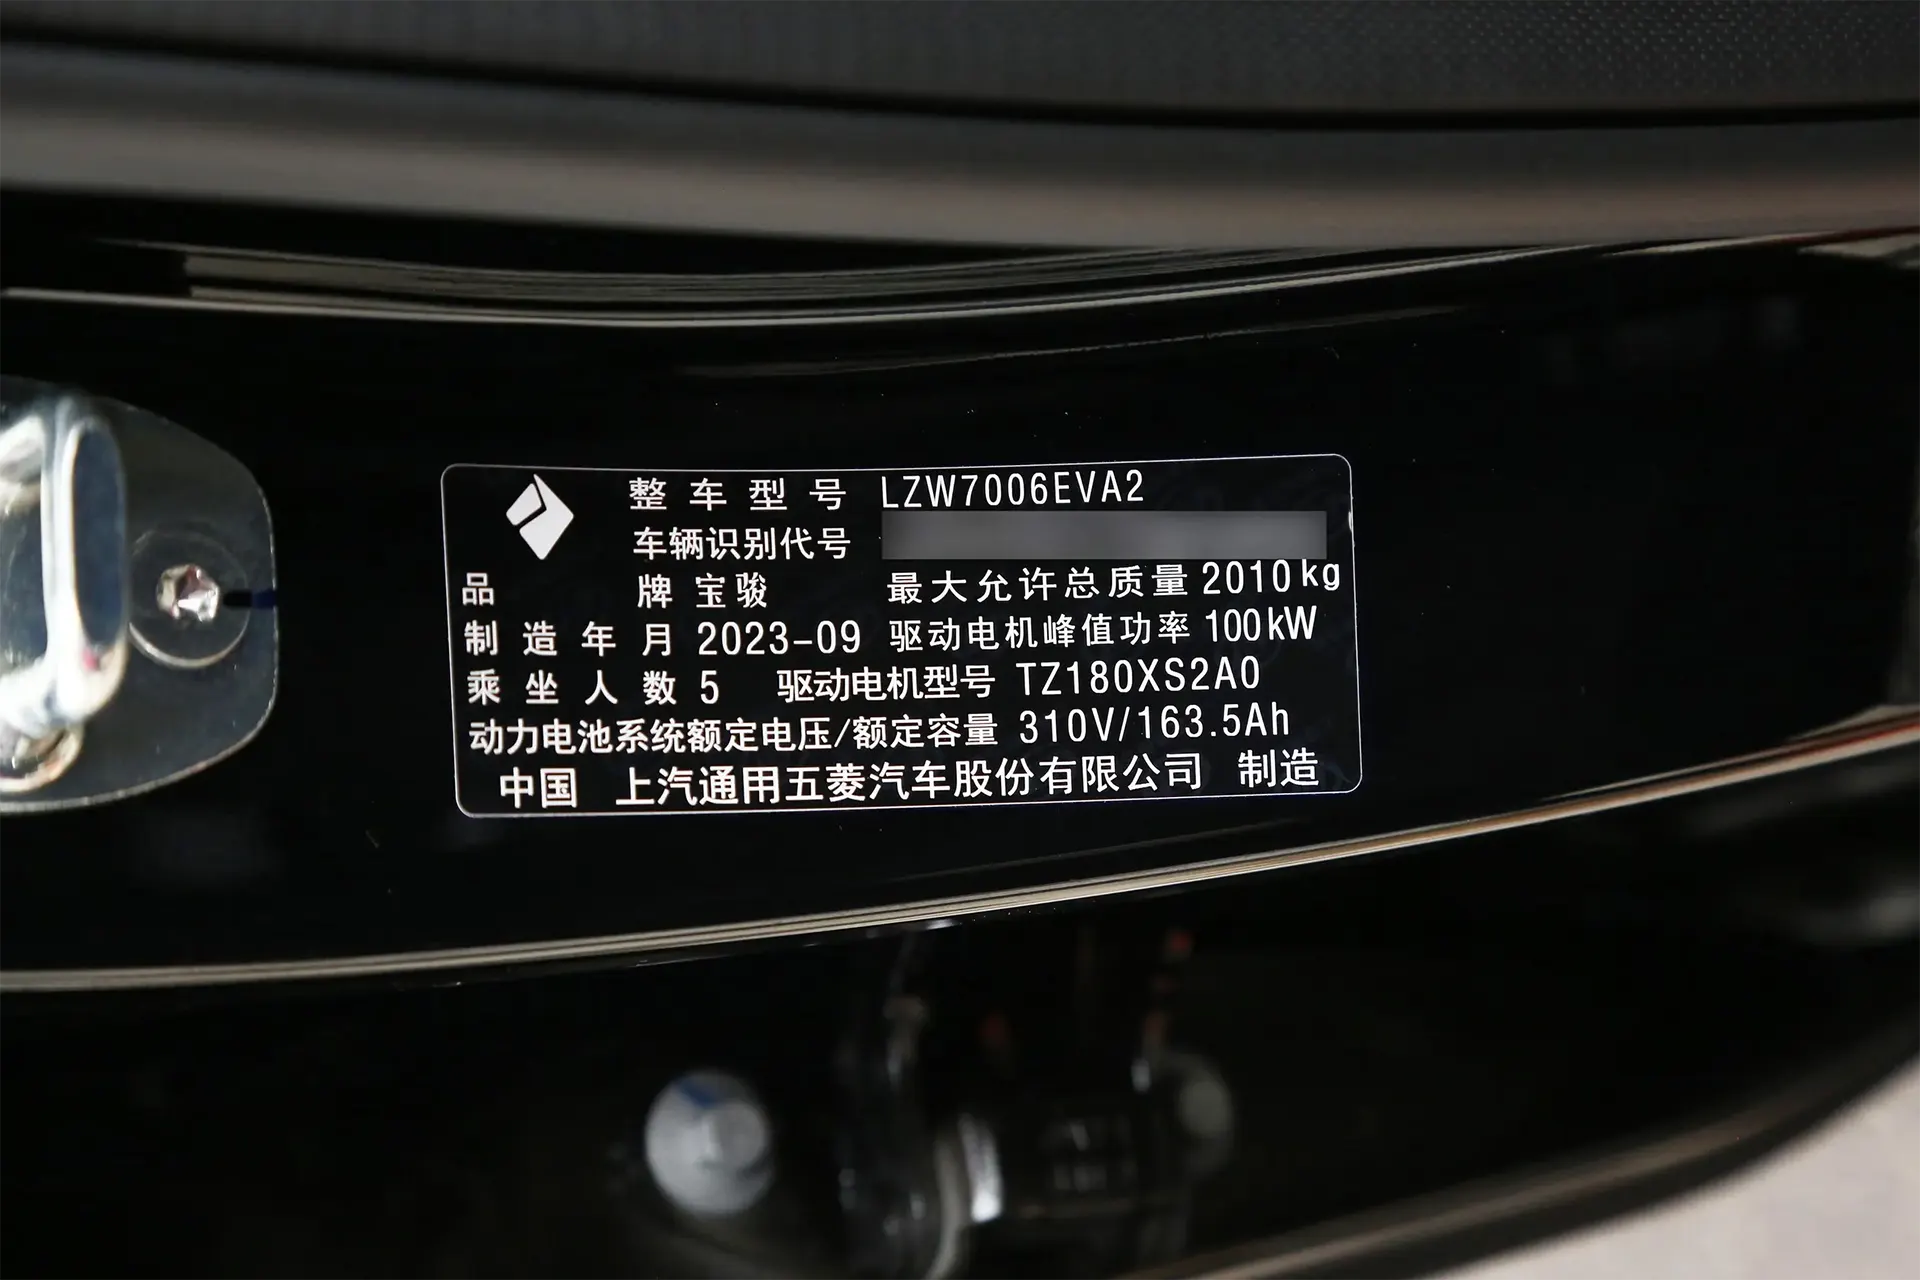 整车型号 LZW7006EVA2
车辆识别代号
品牌 宝骏 最大允许总质量 2010kg
制造年月 2023-09 驱动电机峰值功率 100kW
乘坐人数 5 驱动电机型号 TZ180XS2A0
动力电池系统额定电压/额定容量 310V/163.5Ah
中国 上汽通用五菱汽车股份有限公司 制造